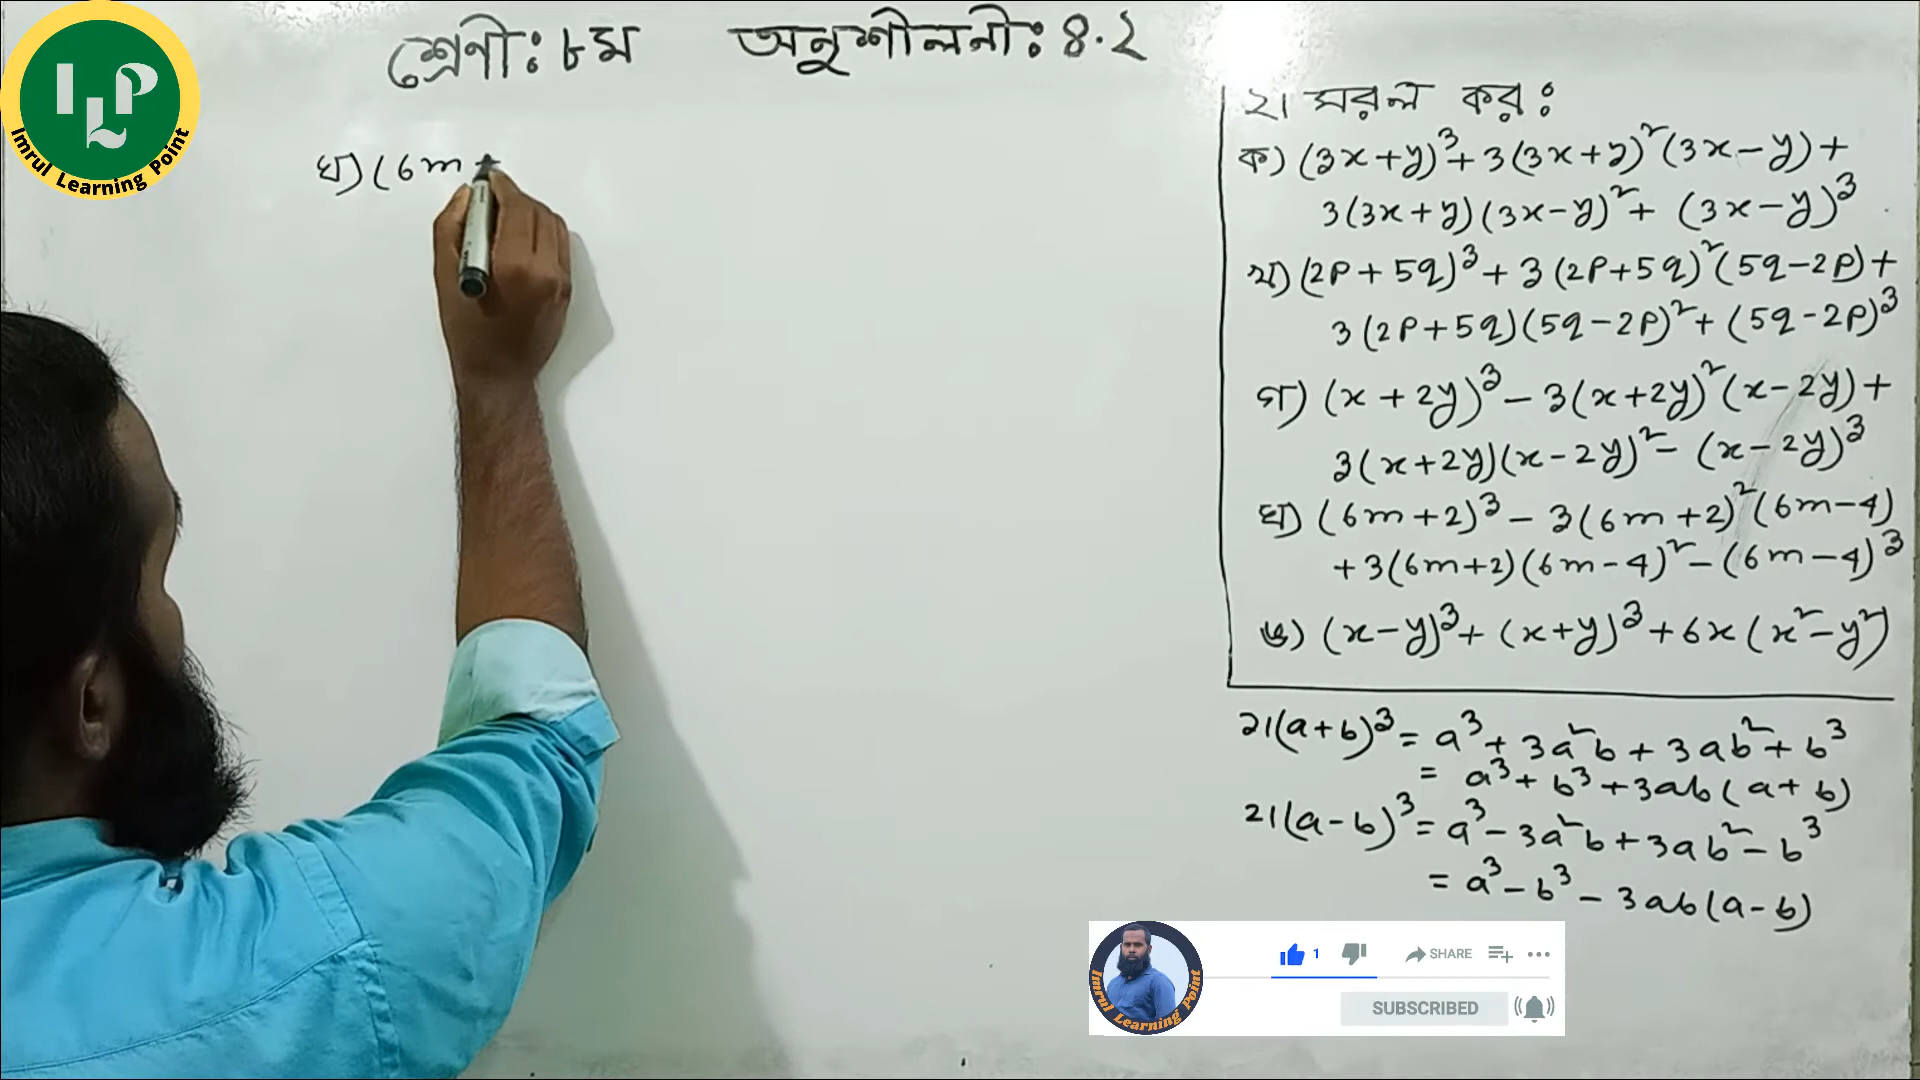 ILP
Imrul Learning Point
শ্রেণী: ৮ম অনুশীলনী: 8.২
ঘ) (6m +
২। সরল কর:
ক) (3x+y)³ + 3(3x+y)²(3x-y) +
3(3x+y)(3x-y)² + (3x-y)³
খ) (2p+5q)³ + 3(2p+5q)²(5q-2p) +
3(2p+5q)(5q-2p)² + (5q-2p)³
গ) (x+2y)³ - 3(x+2y)²(x-2y) +
3(x+2y)(x-2y)² - (x-2y)³
ঘ) (6m+2)³ - 3(6m+2)²(6m-4)
+3(6m+2)(6m-4)² - (6m-4)³
ঙ) (x-y)³ + (x+y)³ + 6x(x²-y²)
১। (a+b)³ = a³ + 3a²b + 3ab² + b³
= a³ + b³ + 3ab(a+b)
২। (a-b)³ = a³ - 3a²b + 3ab² - b³
= a³ - b³ - 3ab(a-b)
1 SHARE
Imrul Learning Point
SUBSCRIBED